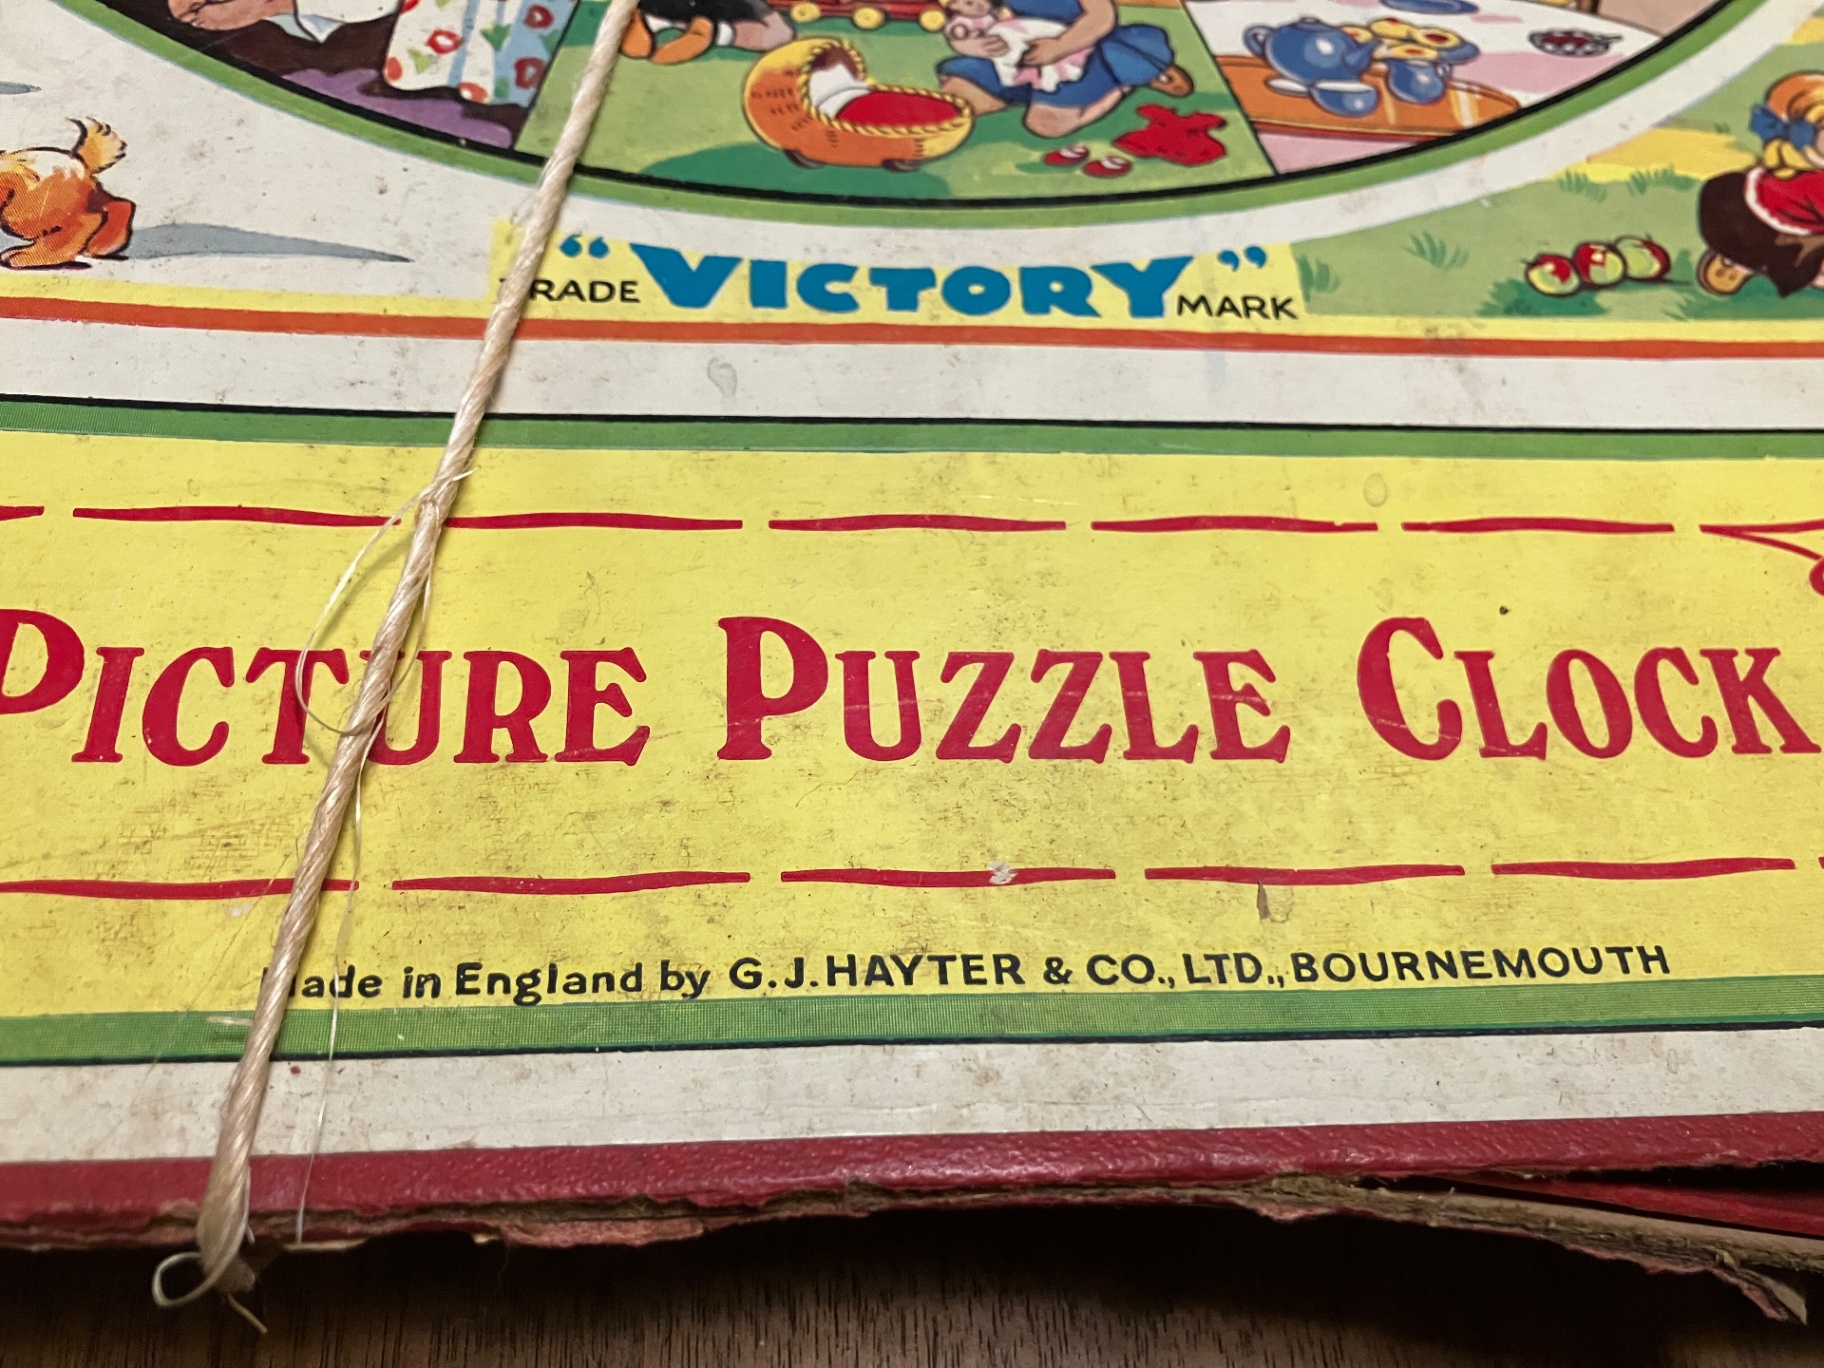 TRADE "VICTORY" MARK
PICTURE PUZZLE CLOCK
Made in England by G.J.HAYTER & CO., LTD., BOURNEMOUTH